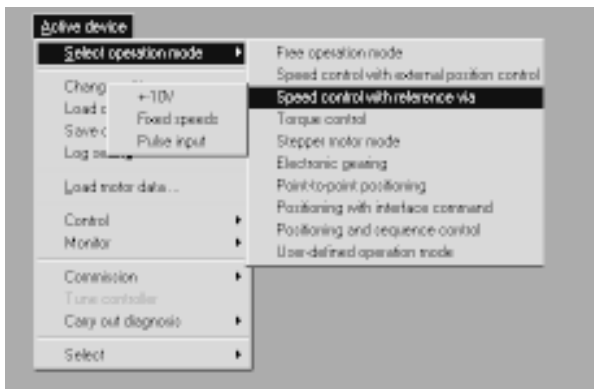 Active device
Select operation mode
Chang
Load
Save
Log
Load motor data...
Control
Monitor
Commission
Tune controller
Carry out diagnosis
Select
+-10V
Fixed speeds
Pulse input
Free operation mode
Speed control with external position control
Speed control with reference via
Torque control
Stepper motor mode
Electronic gearing
Point-to-point positioning
Positioning with interface command
Positioning and sequence control
User-defined operation mode